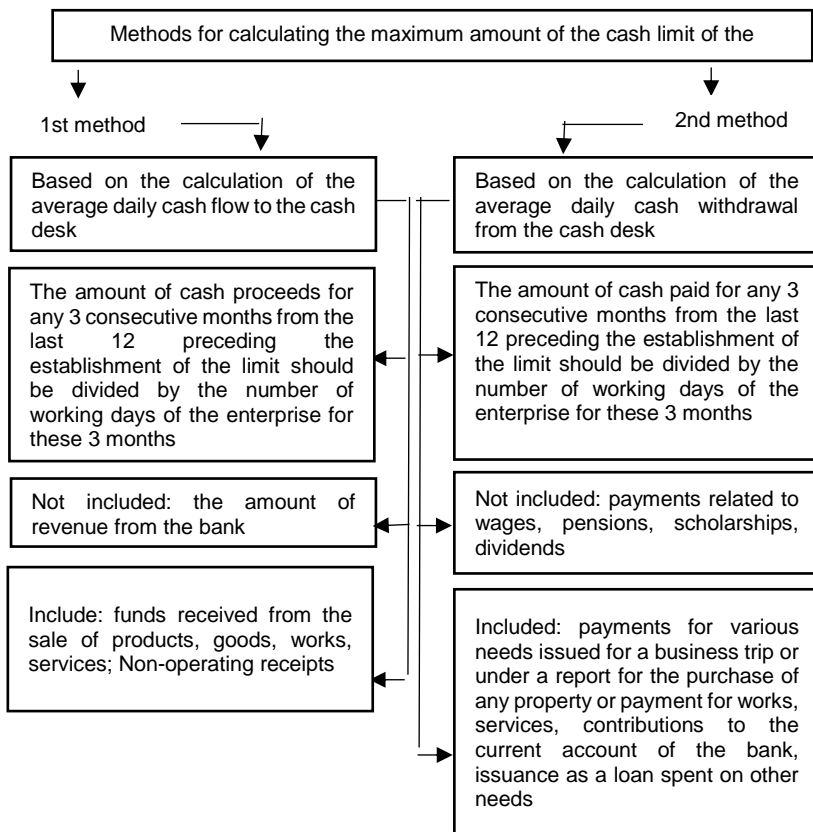 Methods for calculating the maximum amount of the cash limit of the
1st method
2nd method
Based on the calculation of the
average daily cash flow to the cash
desk
Based on the calculation of the
average daily cash withdrawal
from the cash desk
The amount of cash proceeds for
any 3 consecutive months from the
last 12 preceding the
establishment of the limit should
be divided by the number of
working days of the enterprise for
these 3 months
The amount of cash paid for any 3
consecutive months from the last
12 preceding the establishment of
the limit should be divided by the
number of working days of the
enterprise for these 3 months
Not included: the amount of
revenue from the bank
Not included: payments related to
wages, pensions, scholarships,
dividends
Include: funds received from the
sale of products, goods, works,
services; Non-operating receipts
Included: payments for various
needs issued for a business trip or
under a report for the purchase of
any property or payment for works,
services, contributions to the
current account of the bank,
issuance as a loan spent on other
needs